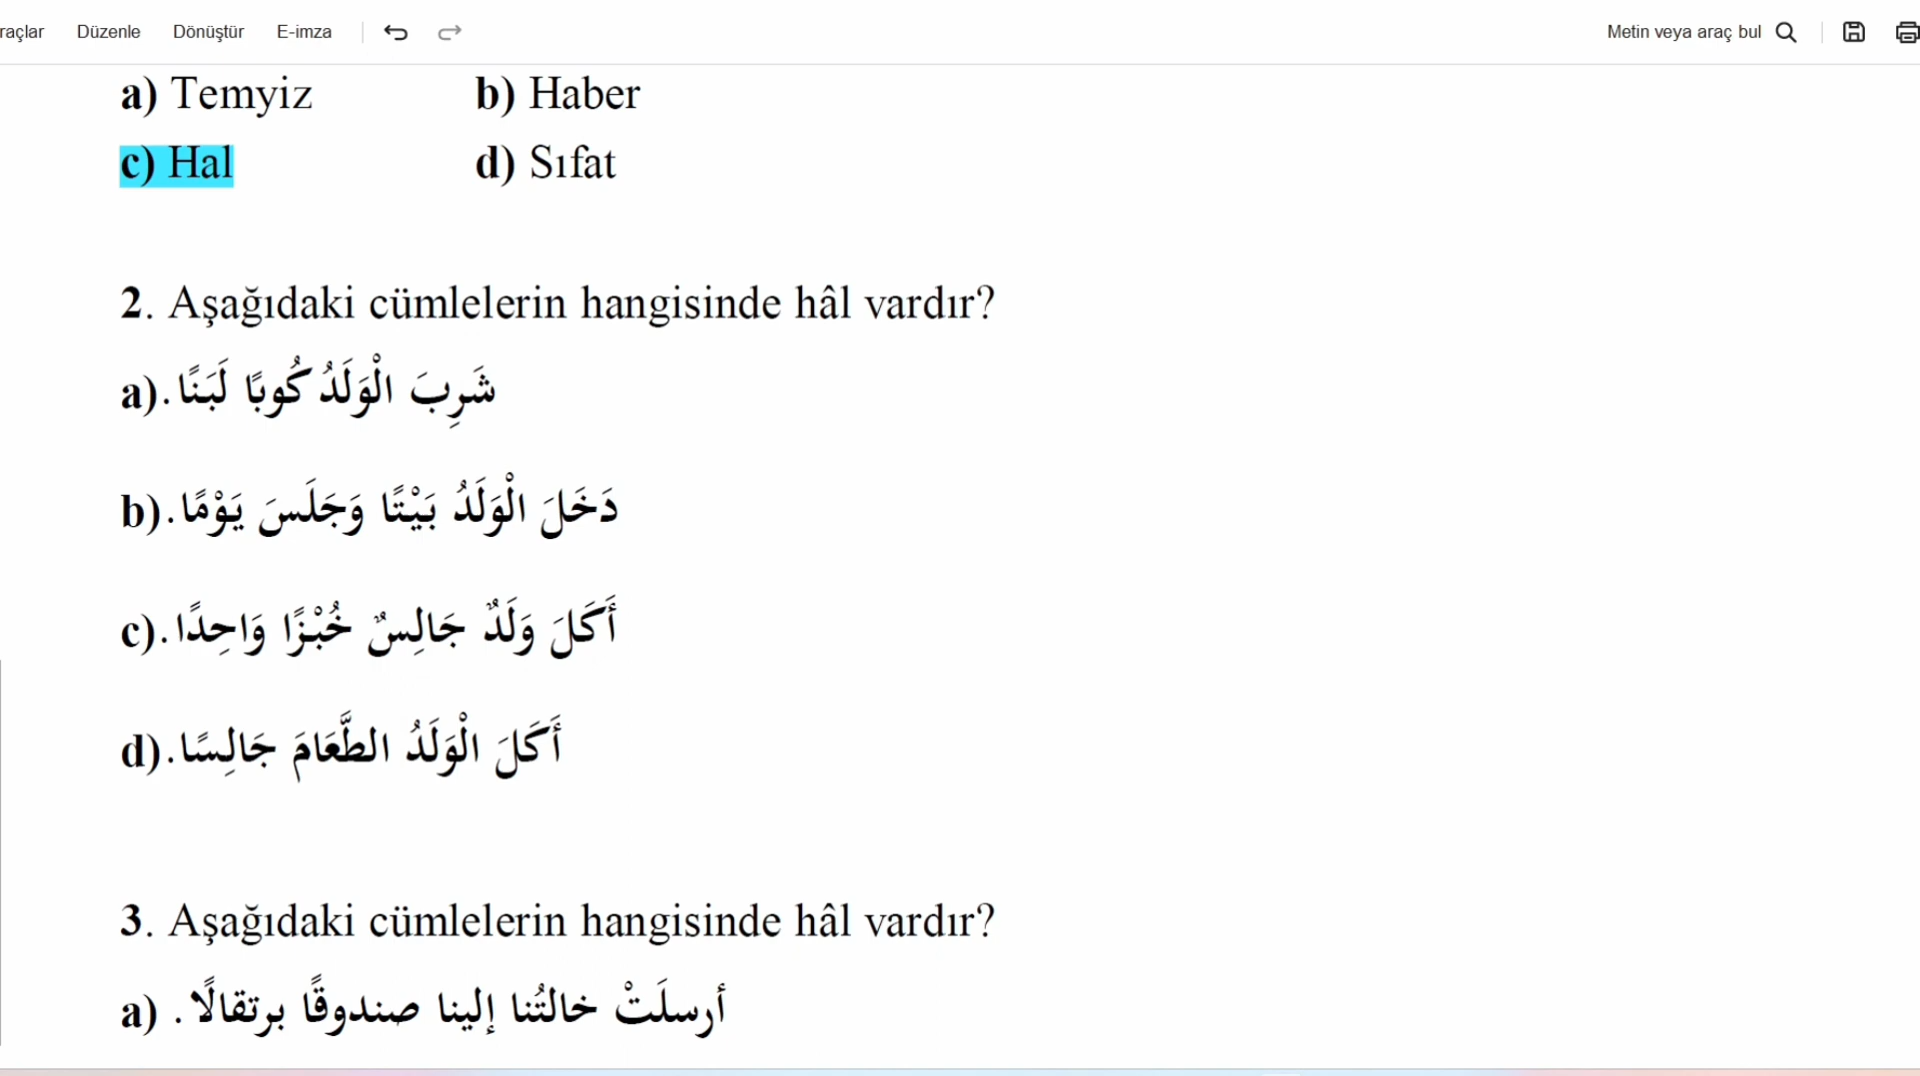 raçlar Düzenle Dönüştür E-imza Metin veya araç bul
a) Temyiz b) Haber
c) Hal d) Sıfat
2. Aşağıdaki cümlelerin hangisinde hâl vardır?
a) شَرِبَ الْوَلَدُ كُوبًا لَبَنًا.
b) دَخَلَ الْوَلَدُ بَيْتًا وَجَلَسَ يَوْمًا.
c) أَكَلَ وَلَدٌ جَالِسٌ خُبْزًا وَاحِدًا.
d) أَكَلَ الْوَلَدُ الطَّعَامَ جَالِسًا.
3. Aşağıdaki cümlelerin hangisinde hâl vardır?
a) أرسلَتْ خالتُنا إلينا صندوقًا برتقالًا.